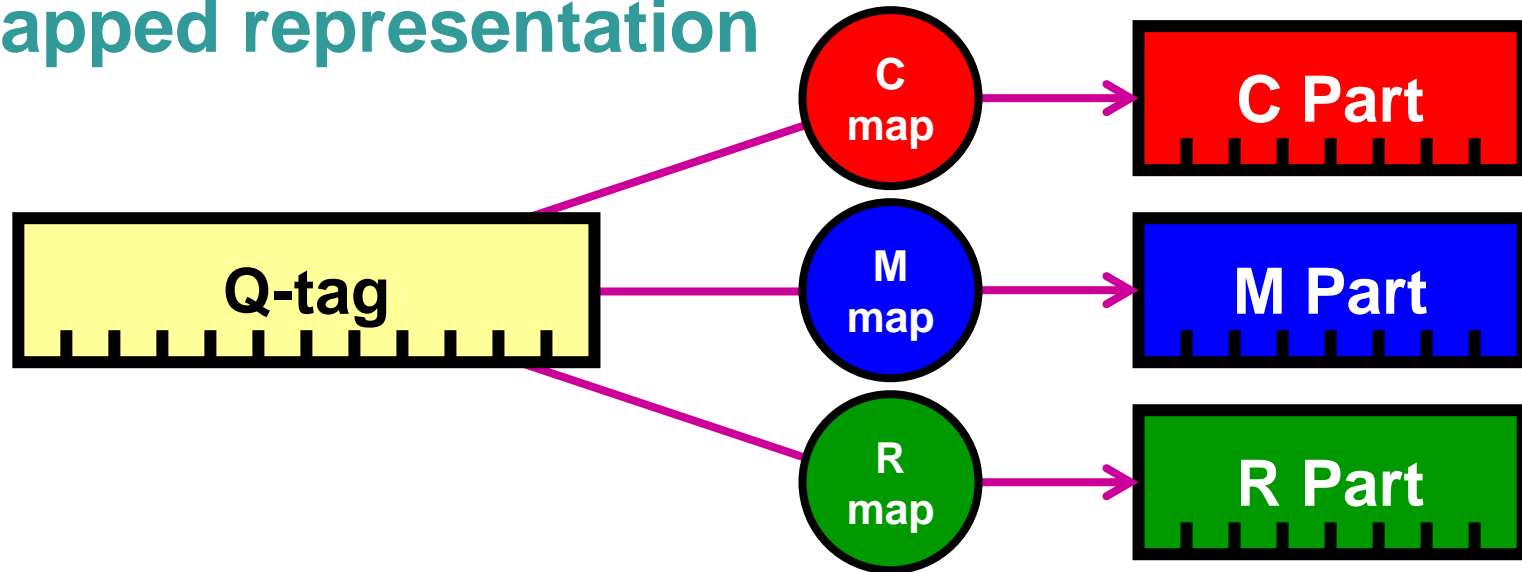 apped representation
C
map
C Part
Q-tag
M
map
M Part
R
map
R Part